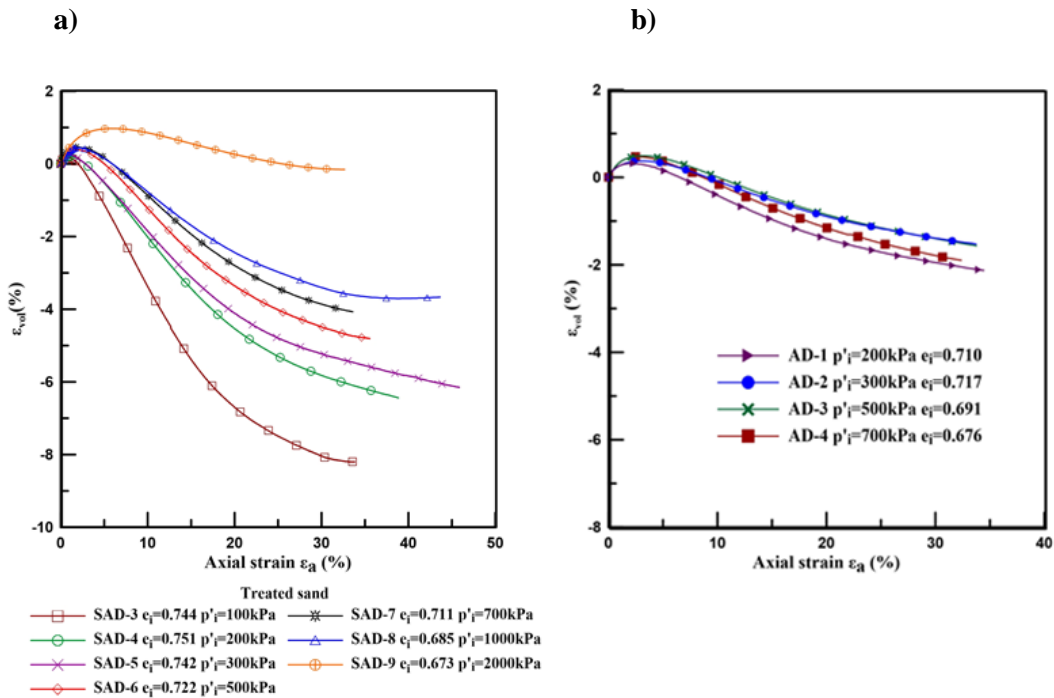 a)
b)
2
0
-2
-4
-6
-8
-10
ε_vol(%)
0 10 20 30 40 50
Axial strain ε_a (%)
2
0
-2
-4
-6
-8
ε_vol(%)
AD-1 p'_i=200kPa e_i=0.710
AD-2 p'_i=300kPa e_i=0.717
AD-3 p'_i=500kPa e_i=0.691
AD-4 p'_i=700kPa e_i=0.676
0 10 20 30 40
Axial strain ε_a (%)
Treated sand
SAD-3 e_i=0.744 p'_i=100kPa
SAD-4 e_i=0.751 p'_i=200kPa
SAD-5 e_i=0.742 p'_i=300kPa
SAD-6 e_i=0.722 p'_i=500kPa
SAD-7 e_i=0.711 p'_i=700kPa
SAD-8 e_i=0.685 p'_i=1000kPa
SAD-9 e_i=0.673 p'_i=2000kPa